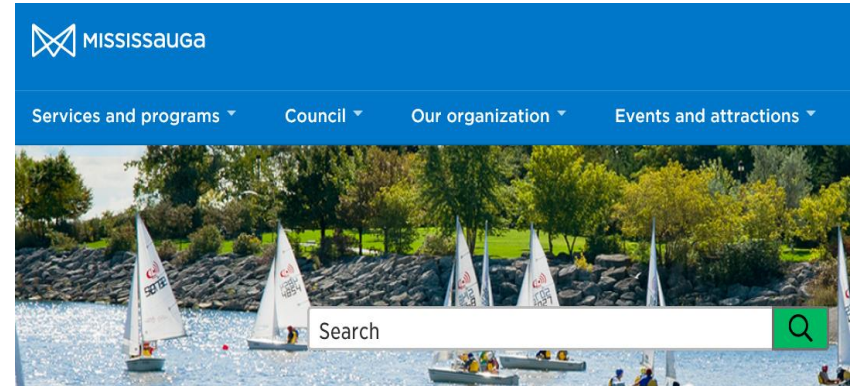 MISSISSAUGA
Services and programs Council Our organization Events and attractions
Search